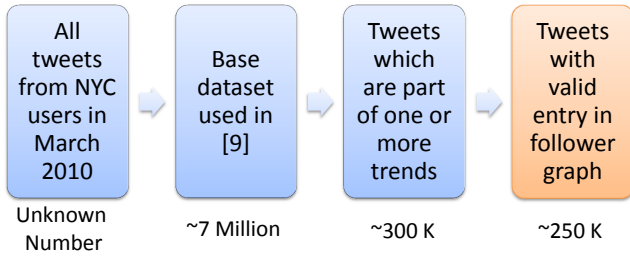 All
tweets
from NYC
users in
March
2010
Base
dataset
used in
[9]
Tweets
which
are part
of one or
more
trends
Tweets
with
valid
entry in
follower
graph
Unknown
Number
~7 Million
~300 K
~250 K